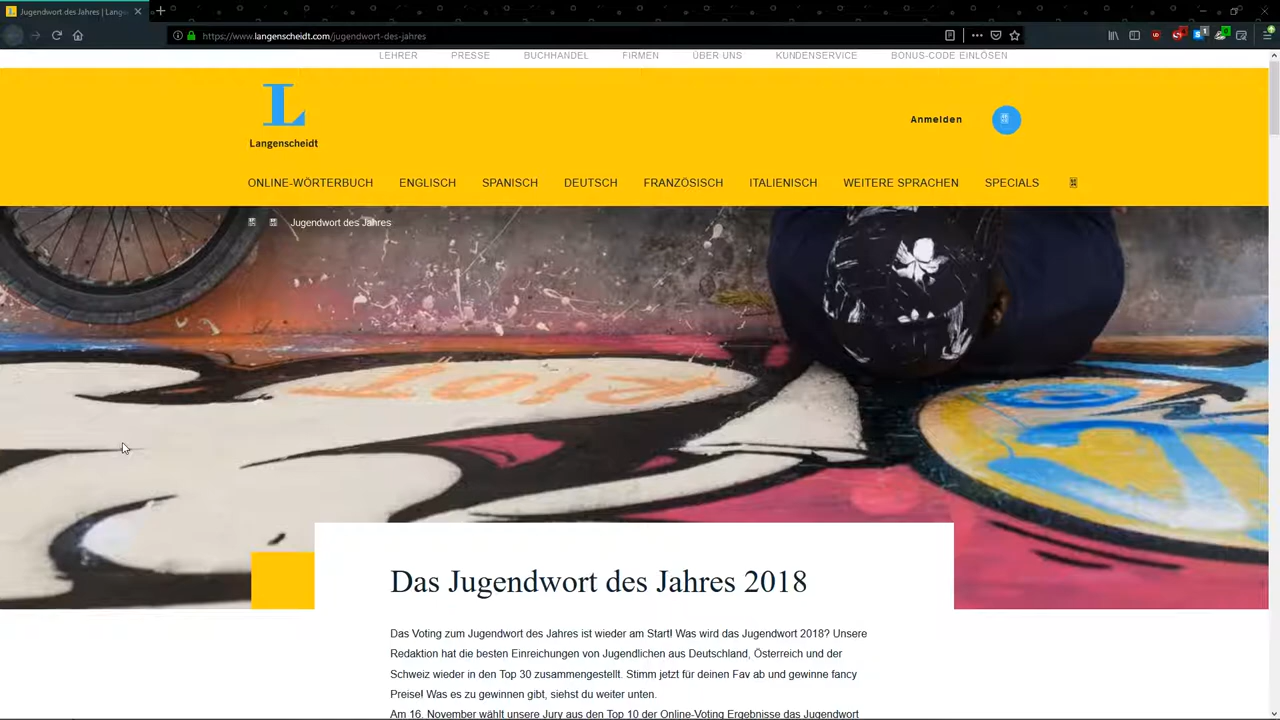 Jugendwort des Jahres | Lang
https://www.langenscheidt.com/jugendwort-des-jahres
LEHRER PRESSE BUCHHANDEL FIRMEN ÜBER UNS KUNDENSERVICE BONUS-CODE EINLÖSEN
L
Langenscheidt
Anmelden
ONLINE-WÖRTERBUCH ENGLISCH SPANISCH DEUTSCH FRANZÖSISCH ITALIENISCH WEITERE SPRACHEN SPECIALS
Jugendwort des Jahres
Das Jugendwort des Jahres 2018
Das Voting zum Jugendwort des Jahres ist wieder am Start! Was wird das Jugendwort 2018? Unsere
Redaktion hat die besten Einreichungen von Jugendlichen aus Deutschland, Österreich und der
Schweiz wieder in den Top 30 zusammengestellt. Stimm jetzt für deinen Fav ab und gewinne fancy
Preise! Was es zu gewinnen gibt, siehst du weiter unten.
Am 16. November wählt unsere Jury aus den Top 10 der Online-Voting Ergebnisse das Jugendwort